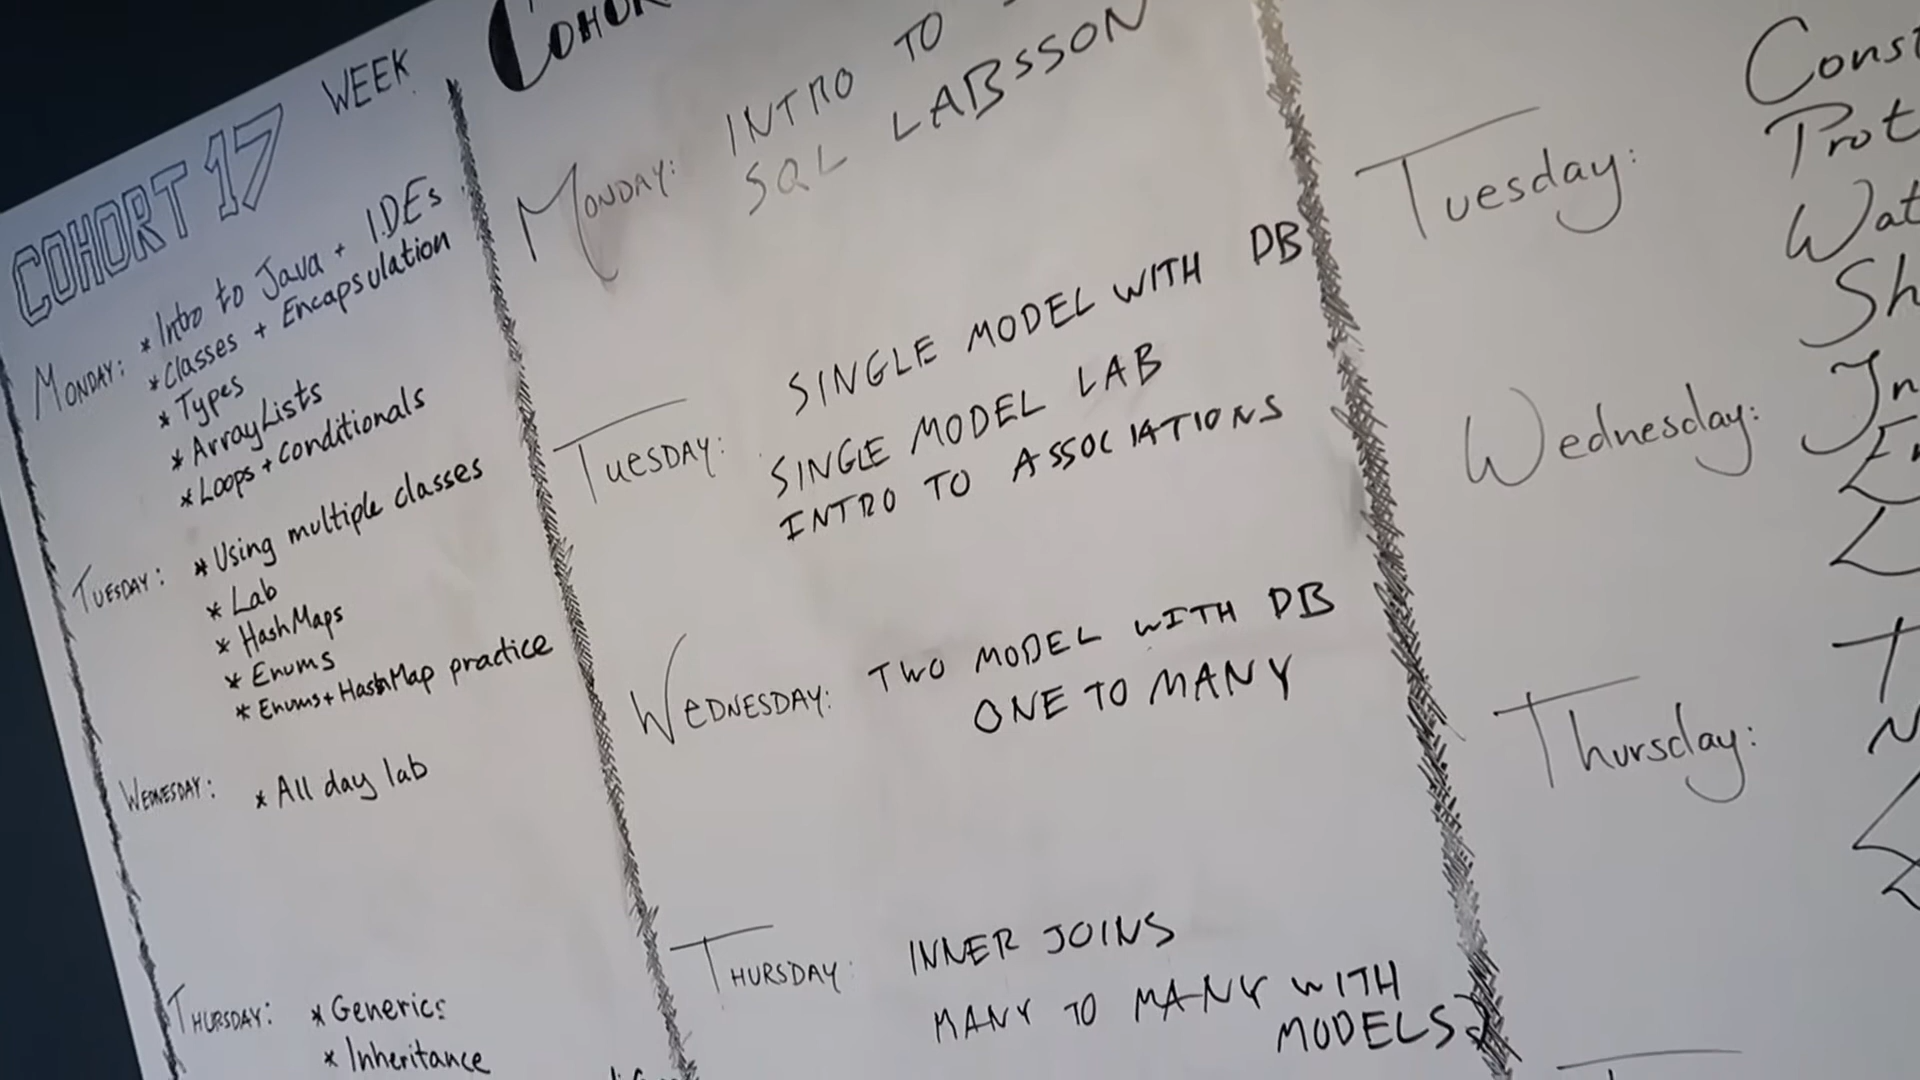 COHORT 17 WEEK
MONDAY: * Intro to Java + IDEs
* Classes + Encapsulation
* Types
* ArrayLists
* Loops + conditionals
TUESDAY: * Using multiple classes
* Lab
* HashMaps
* Enums
* Enums + HashMap practice
WEDNESDAY: * All day lab
THURSDAY: * Generics
* Inheritance
MONDAY: INTRO TO
SQL LABSSON
TUESDAY: SINGLE MODEL WITH DB
SINGLE MODEL LAB
INTRO TO ASSOCIATIONS
WEDNESDAY: TWO MODEL WITH DB
ONE TO MANY
THURSDAY: INNER JOINS
MANY TO MANY WITH
MODELS
Tuesday:
Wednesday:
Thursday: